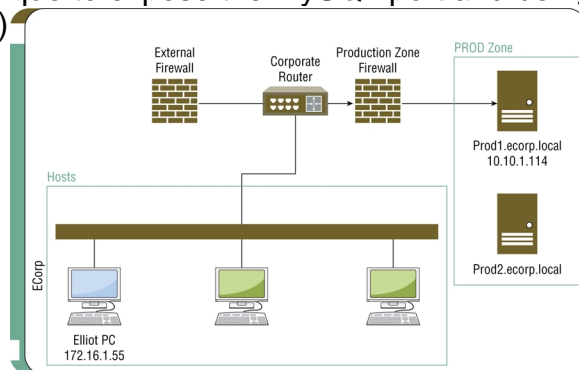 External
Firewall
Corporate
Router
Production Zone
Firewall
PROD Zone
Prod1.ecorp.local
10.10.1.114
Prod2.ecorp.local
Hosts
ECorp
Elliot PC
172.16.1.55